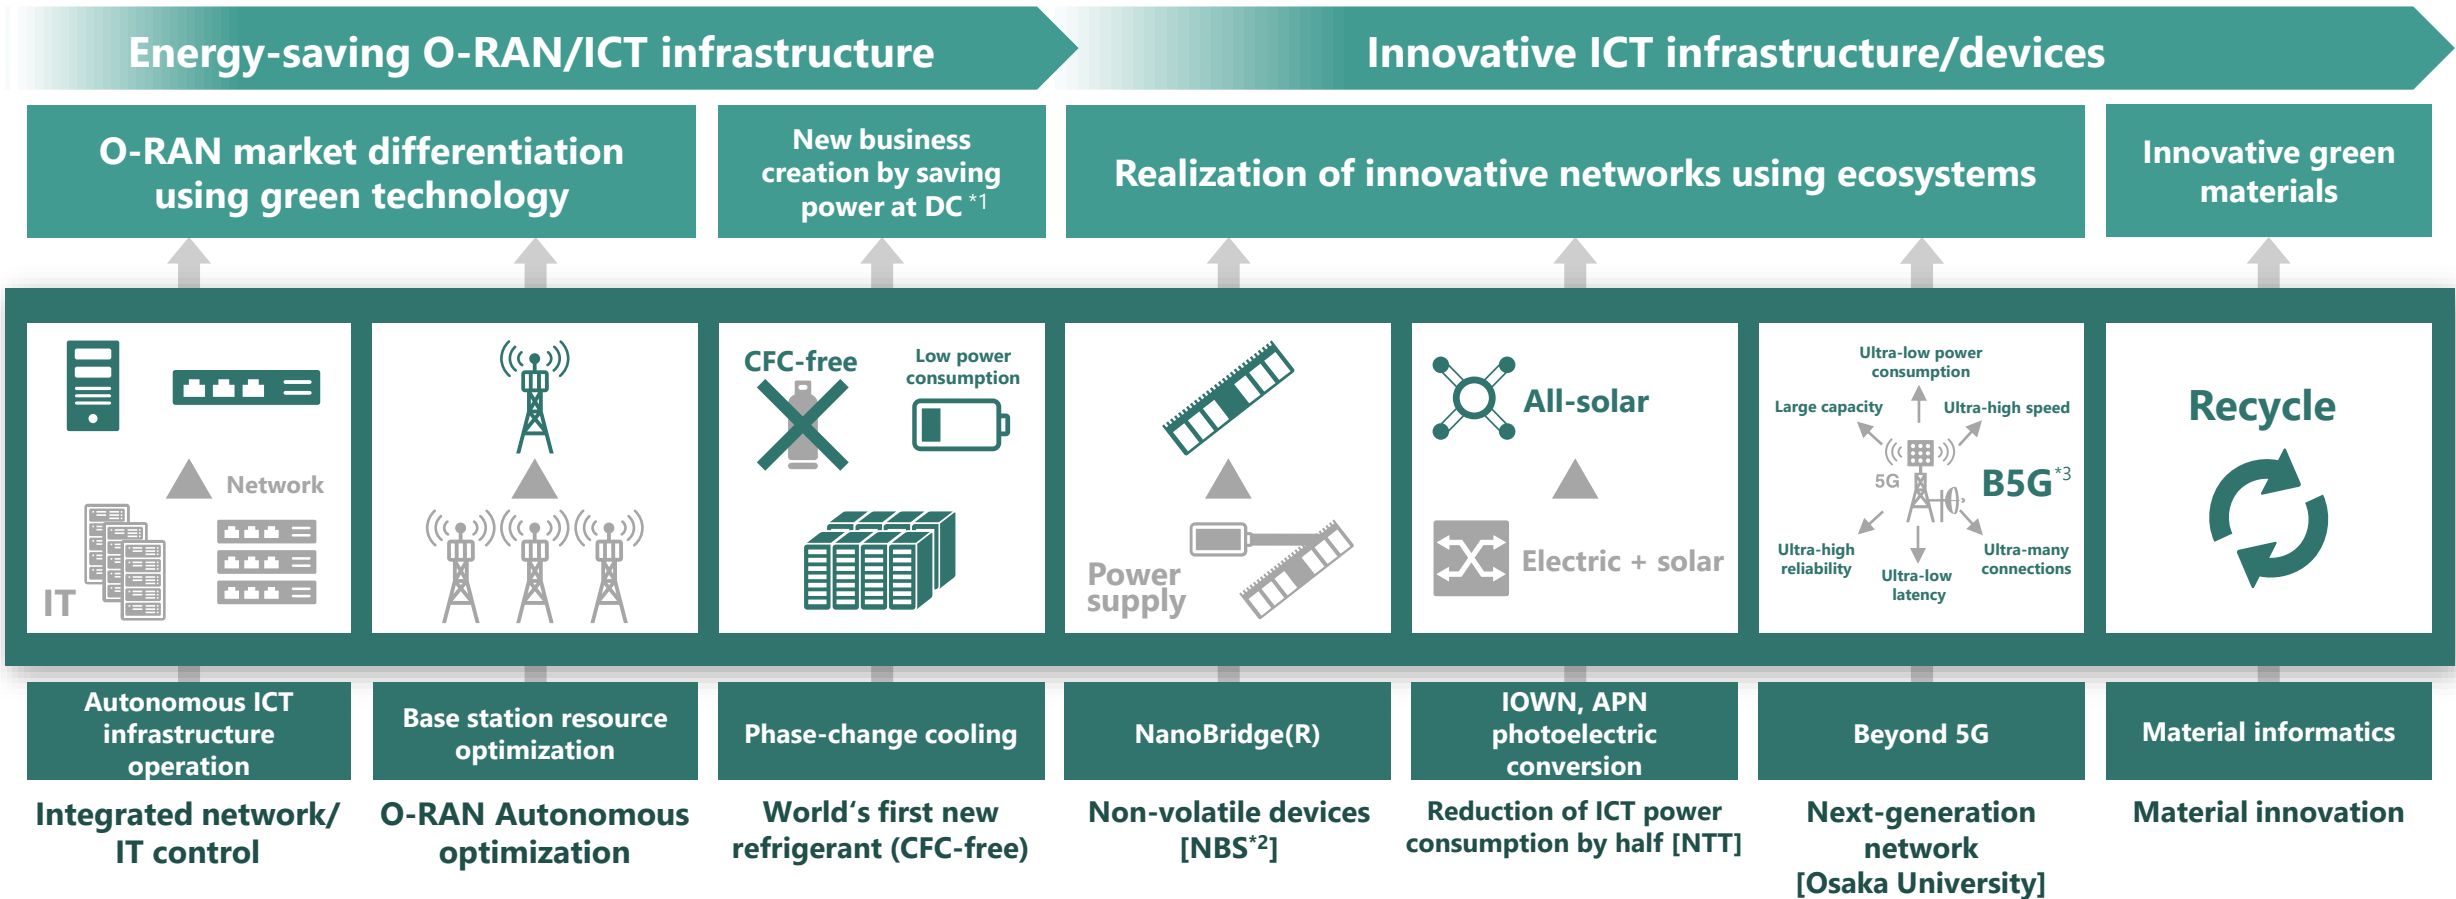 Energy-saving O-RAN/ICT infrastructure
Innovative ICT infrastructure/devices
O-RAN market differentiation
using green technology
New business
creation by saving
power at DC *1
Realization of innovative networks using ecosystems
Innovative green
materials
Network
IT
CFC-free
Low power
consumption
Power
supply
All-solar
Electric + solar
Ultra-low power
consumption
Large capacity
Ultra-high speed
5G
B5G*3
Ultra-high
reliability
Ultra-low
latency
Ultra-many
connections
Recycle
Autonomous ICT
infrastructure
operation
Base station resource
optimization
Phase-change cooling
NanoBridge(R)
IOWN, APN
photoelectric
conversion
Beyond 5G
Material informatics
Integrated network/
IT control
O-RAN Autonomous
optimization
World‘s first new
refrigerant (CFC-free)
Non-volatile devices
[NBS*2]
Reduction of ICT power
consumption by half [NTT]
Next-generation
network
[Osaka University]
Material innovation